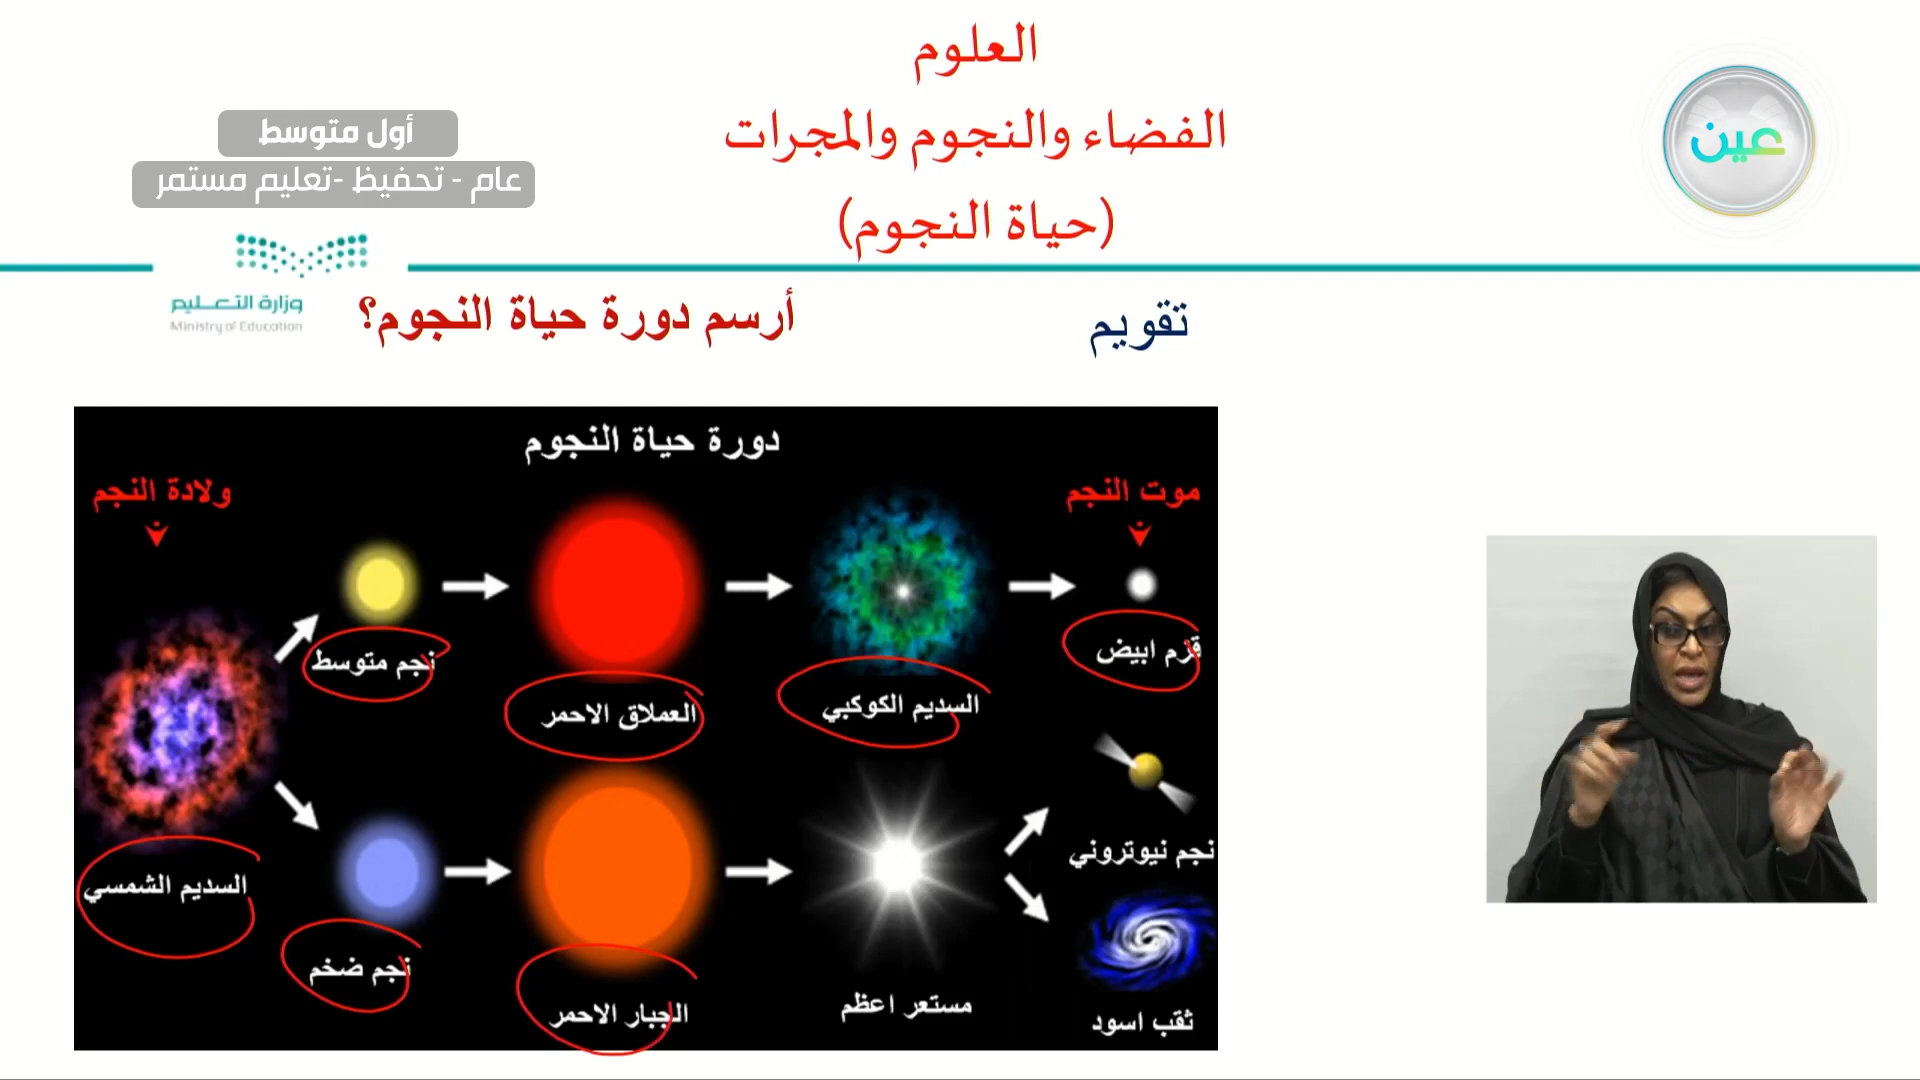 العلوم
الفضاء والنجوم والمجرات
(حياة النجوم)
عين
أول متوسط
عام - تحفيظ -تعليم مستمر
وزارة التعـــليم
Ministry of Education
تقويم
أرسم دورة حياة النجوم؟
دورة حياة النجوم
ولادة النجم
موت النجم
نجم متوسط
العملاق الاحمر
السديم الكوكبي
قزم ابيض
السديم الشمسي
نجم ضخم
الجبار الاحمر
مستعر اعظم
نجم نيوتروني
ثقب اسود